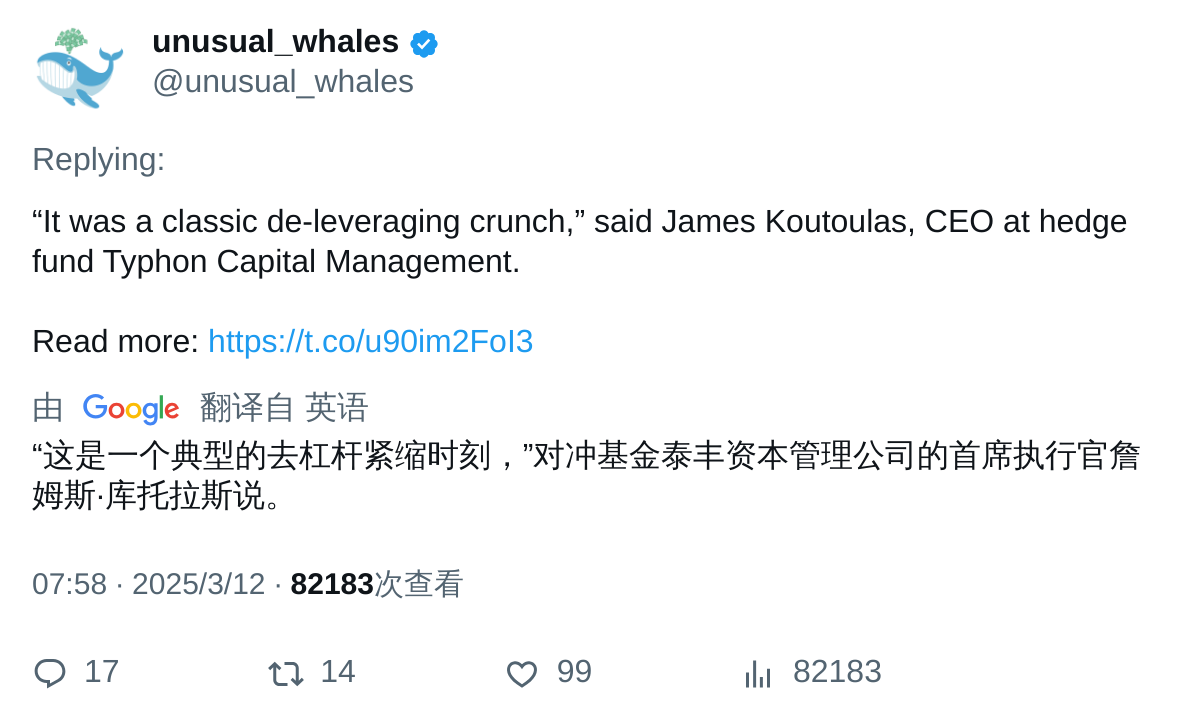 unusual_whales
@unusual_whales
Replying:
“It was a classic de-leveraging crunch,” said James Koutoulas, CEO at hedge
fund Typhon Capital Management.
Read more: https://t.co/u90im2FoI3
由 Google 翻译自 英语
“这是一个典型的去杠杆紧缩时刻，”对冲基金泰丰资本管理公司的首席执行官詹
姆斯·库托拉斯说。
07:58 · 2025/3/12 · 82183次查看
17 14 99 82183